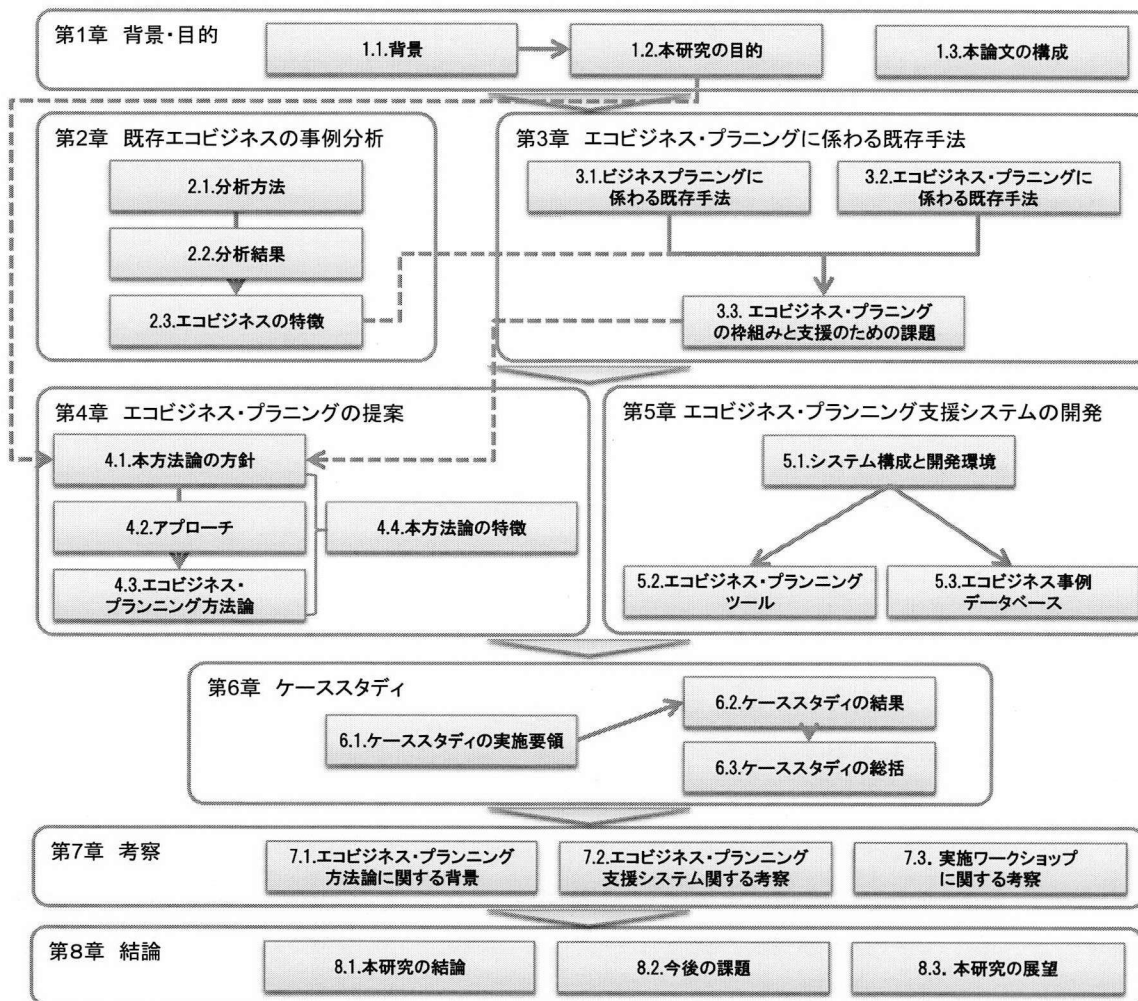 第1章 背景・目的
1.1.背景
1.2.本研究の目的
1.3.本論文の構成
第2章 既存エコビジネスの事例分析
2.1.分析方法
2.2.分析結果
2.3.エコビジネスの特徴
第3章 エコビジネス・プラニングに係わる既存手法
3.1.ビジネスプラニングに
係わる既存手法
3.2.エコビジネス・プラニングに
係わる既存手法
3.3. エコビジネス・プラニング
の枠組みと支援のための課題
第4章 エコビジネス・プラニングの提案
4.1.本方法論の方針
4.2.アプローチ
4.3.エコビジネス・
プランニング方法論
4.4.本方法論の特徴
第5章 エコビジネス・プランニング支援システムの開発
5.1.システム構成と開発環境
5.2.エコビジネス・プランニング
ツール
5.3.エコビジネス事例
データベース
第6章 ケーススタディ
6.1.ケーススタディの実施要領
6.2.ケーススタディの結果
6.3.ケーススタディの総括
第7章 考察
7.1.エコビジネス・プランニング
方法論に関する背景
7.2.エコビジネス・プランニング
支援システム関する考察
7.3. 実施ワークショップ
に関する考察
第8章 結論
8.1.本研究の結論
8.2.今後の課題
8.3. 本研究の展望